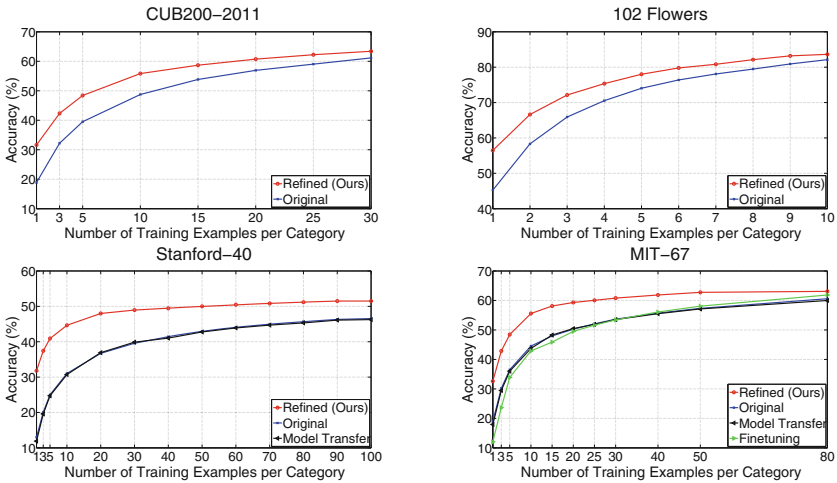 CUB200−2011
Accuracy (%)
70
60
50
40
30
20
10
1 3 5 10 15 20 25 30
Number of Training Examples per Category
Refined (Ours)
Original
102 Flowers
Accuracy (%)
90
80
70
60
50
40
1 2 3 4 5 6 7 8 9 10
Number of Training Examples per Category
Refined (Ours)
Original
Stanford−40
Accuracy (%)
60
50
40
30
20
10
1 3 5 10 20 30 40 50 60 70 80 90 100
Number of Training Examples per Category
Refined (Ours)
Original
Model Transfer
MIT−67
Accuracy (%)
70
60
50
40
30
20
10
1 3 5 10 15 20 25 30 40 50 80
Number of Training Examples per Category
Refined (Ours)
Original
Model Transfer
Finetuning